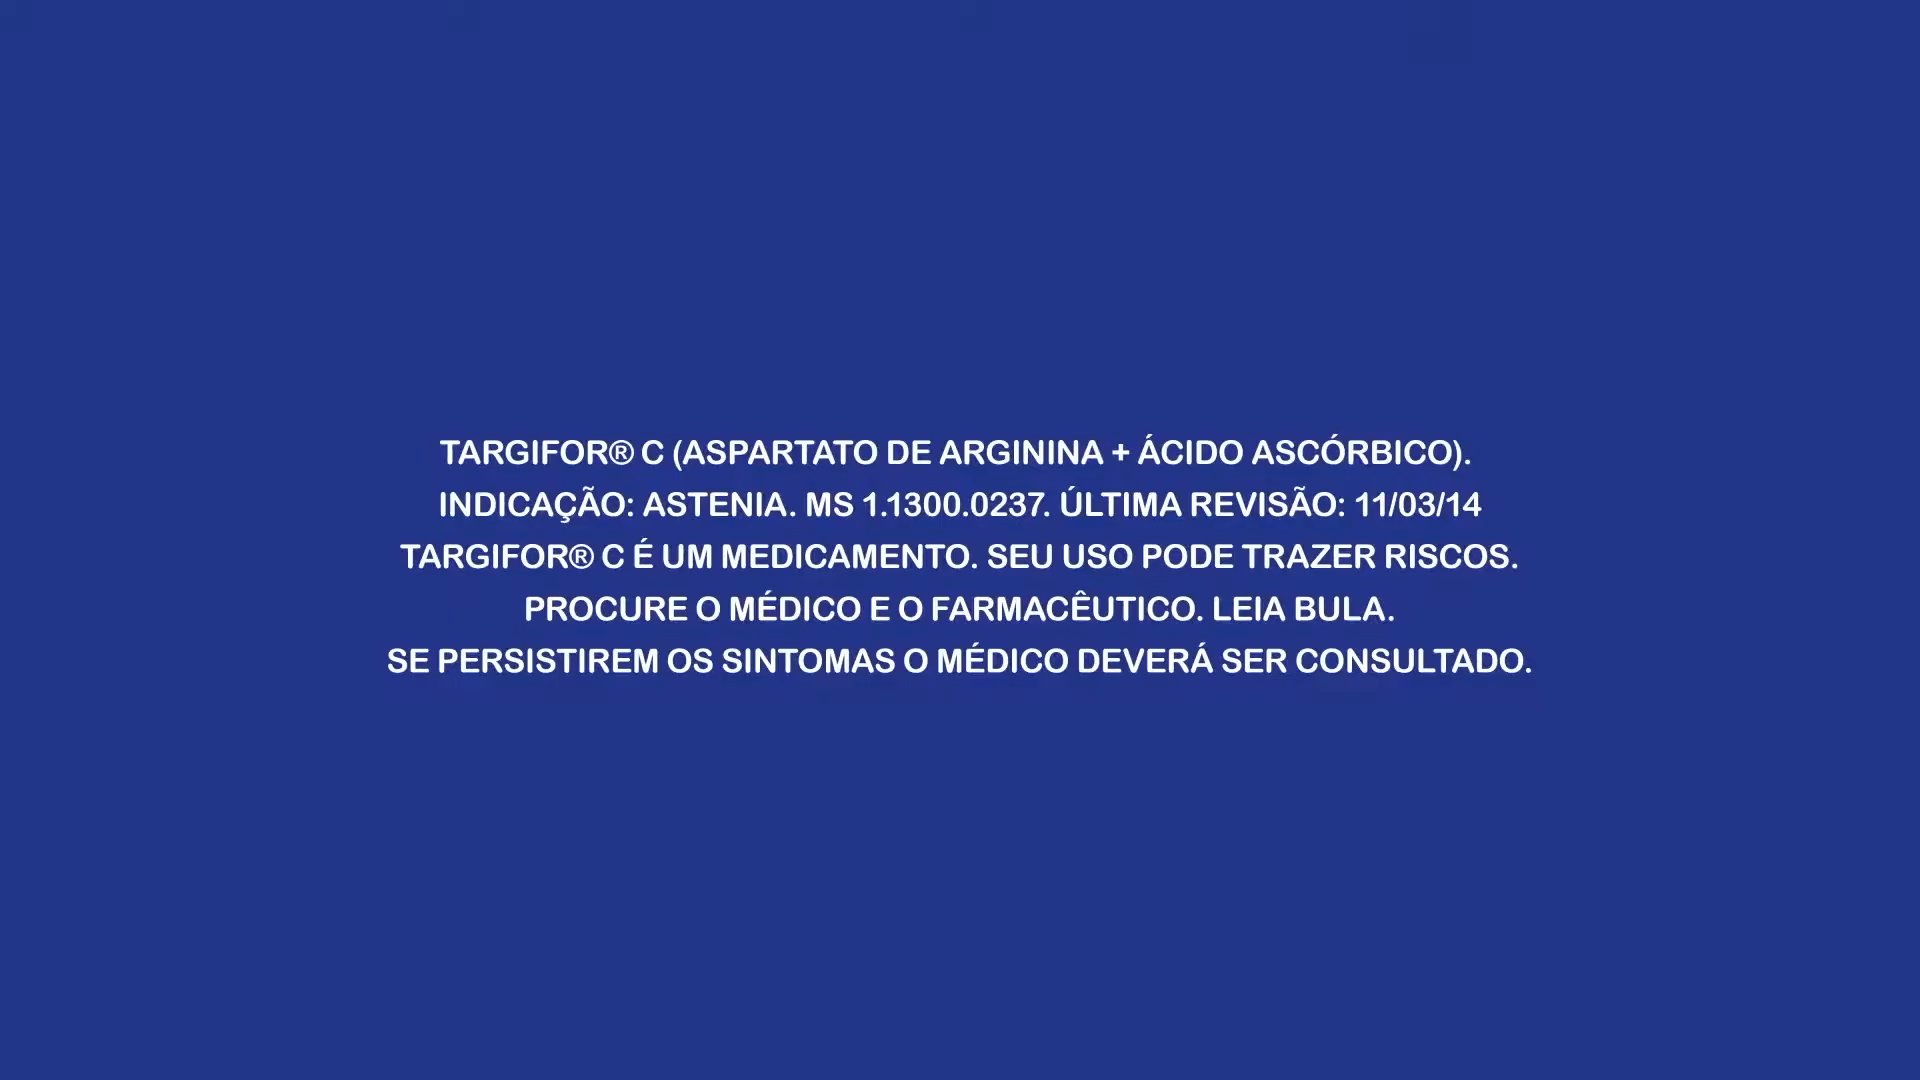 TARGIFOR® C (ASPARTATO DE ARGININA + ÁCIDO ASCÓRBICO).
INDICAÇÃO: ASTENIA. MS 1.1300.0237. ÚLTIMA REVISÃO: 11/03/14
TARGIFOR® C É UM MEDICAMENTO. SEU USO PODE TRAZER RISCOS.
PROCURE O MÉDICO E O FARMACÊUTICO. LEIA BULA.
SE PERSISTIREM OS SINTOMAS O MÉDICO DEVERÁ SER CONSULTADO.